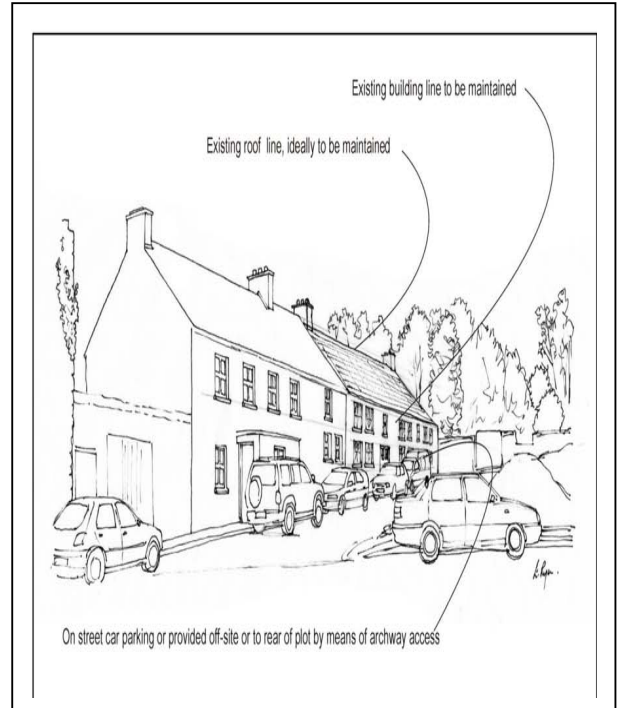 Existing building line to be maintained
Existing roof line, ideally to be maintained
On street car parking or provided off-site or to rear of plot by means of archway access